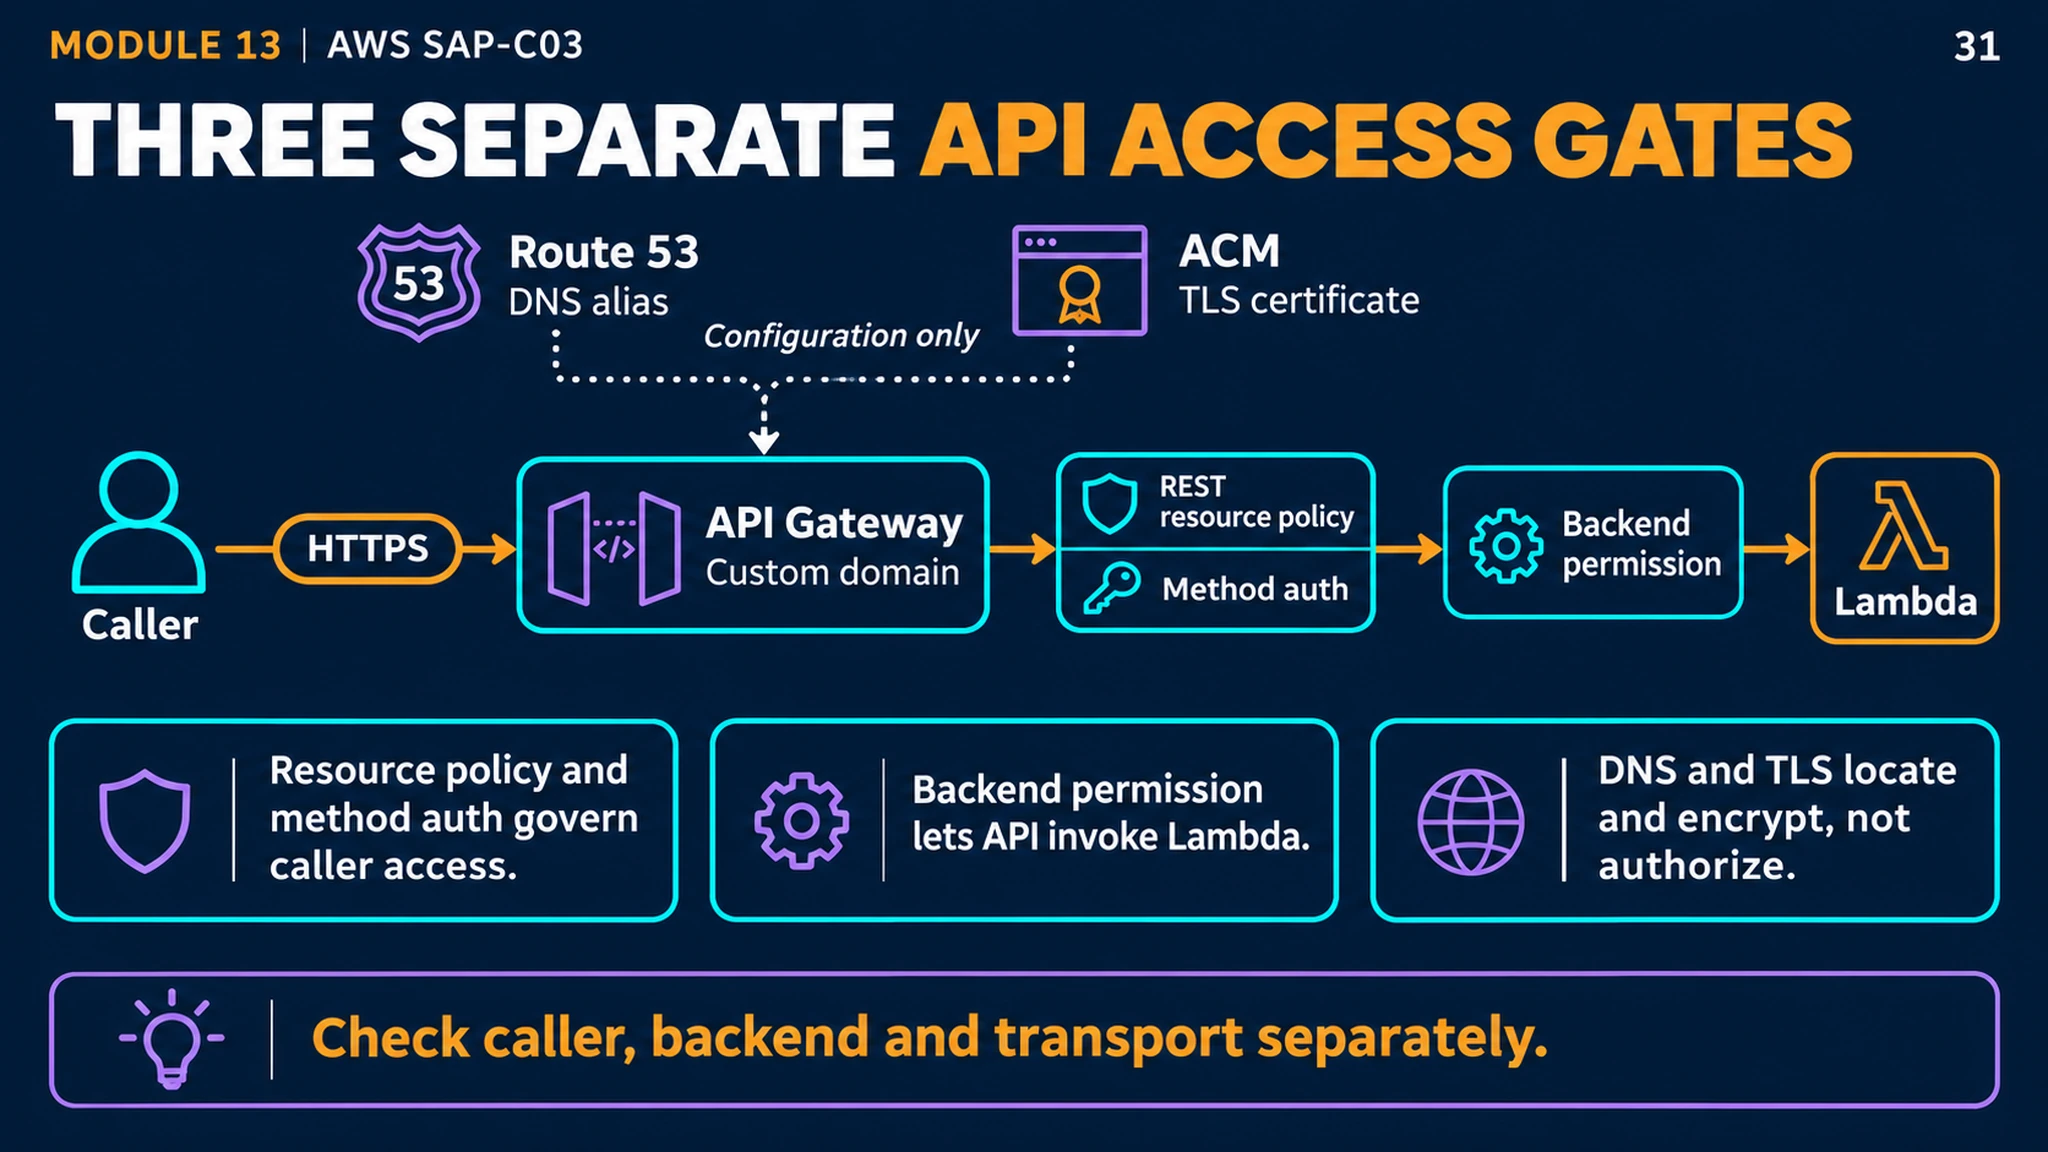 MODULE 13 | AWS SAP-C03
31
THREE SEPARATE API ACCESS GATES
53
Route 53
DNS alias
ACM
TLS certificate
Configuration only
Caller
HTTPS
</>
API Gateway
Custom domain
REST
resource policy
Method auth
Backend
permission
Lambda
Resource policy and
method auth govern
caller access.
Backend permission
lets API invoke Lambda.
DNS and TLS locate
and encrypt, not
authorize.
Check caller, backend and transport separately.